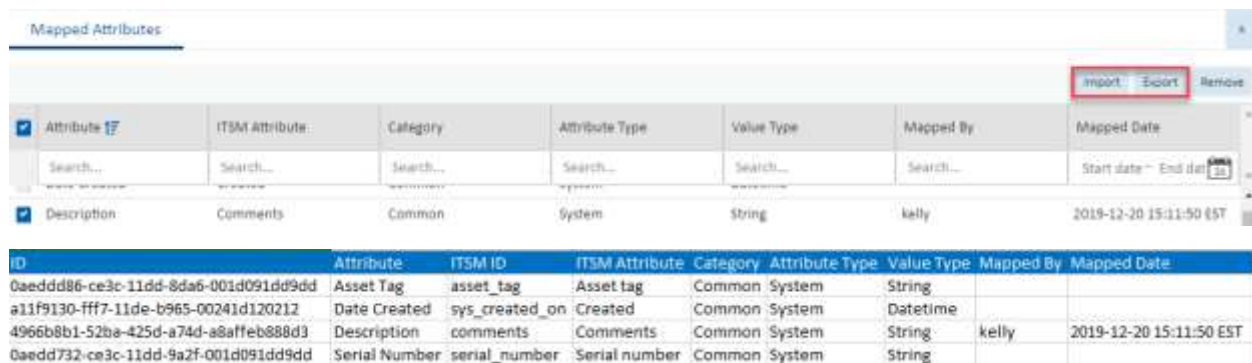 Mapped Attributes
Import Export Remove
Attribute ITSM Attribute Category Attribute Type Value Type Mapped By Mapped Date
Search... Search... Search... Search... Search... Search... Start date ~ End dat
Description Comments Common System String kelly 2019-12-20 15:11:50 EST
ID Attribute ITSM ID ITSM Attribute Category Attribute Type Value Type Mapped By Mapped Date
0aeddd86-ce3c-11dd-8da6-001d091dd9dd Asset Tag asset_tag Asset tag Common System String
a11f9130-fff7-11de-b965-00241d120212 Date Created sys_created_on Created Common System Datetime
4966b8b1-52ba-425d-a74d-a8affeb888d3 Description comments Comments Common System String kelly 2019-12-20 15:11:50 EST
0aedd732-ce3c-11dd-9a2f-001d091dd9dd Serial Number serial_number Serial number Common System String